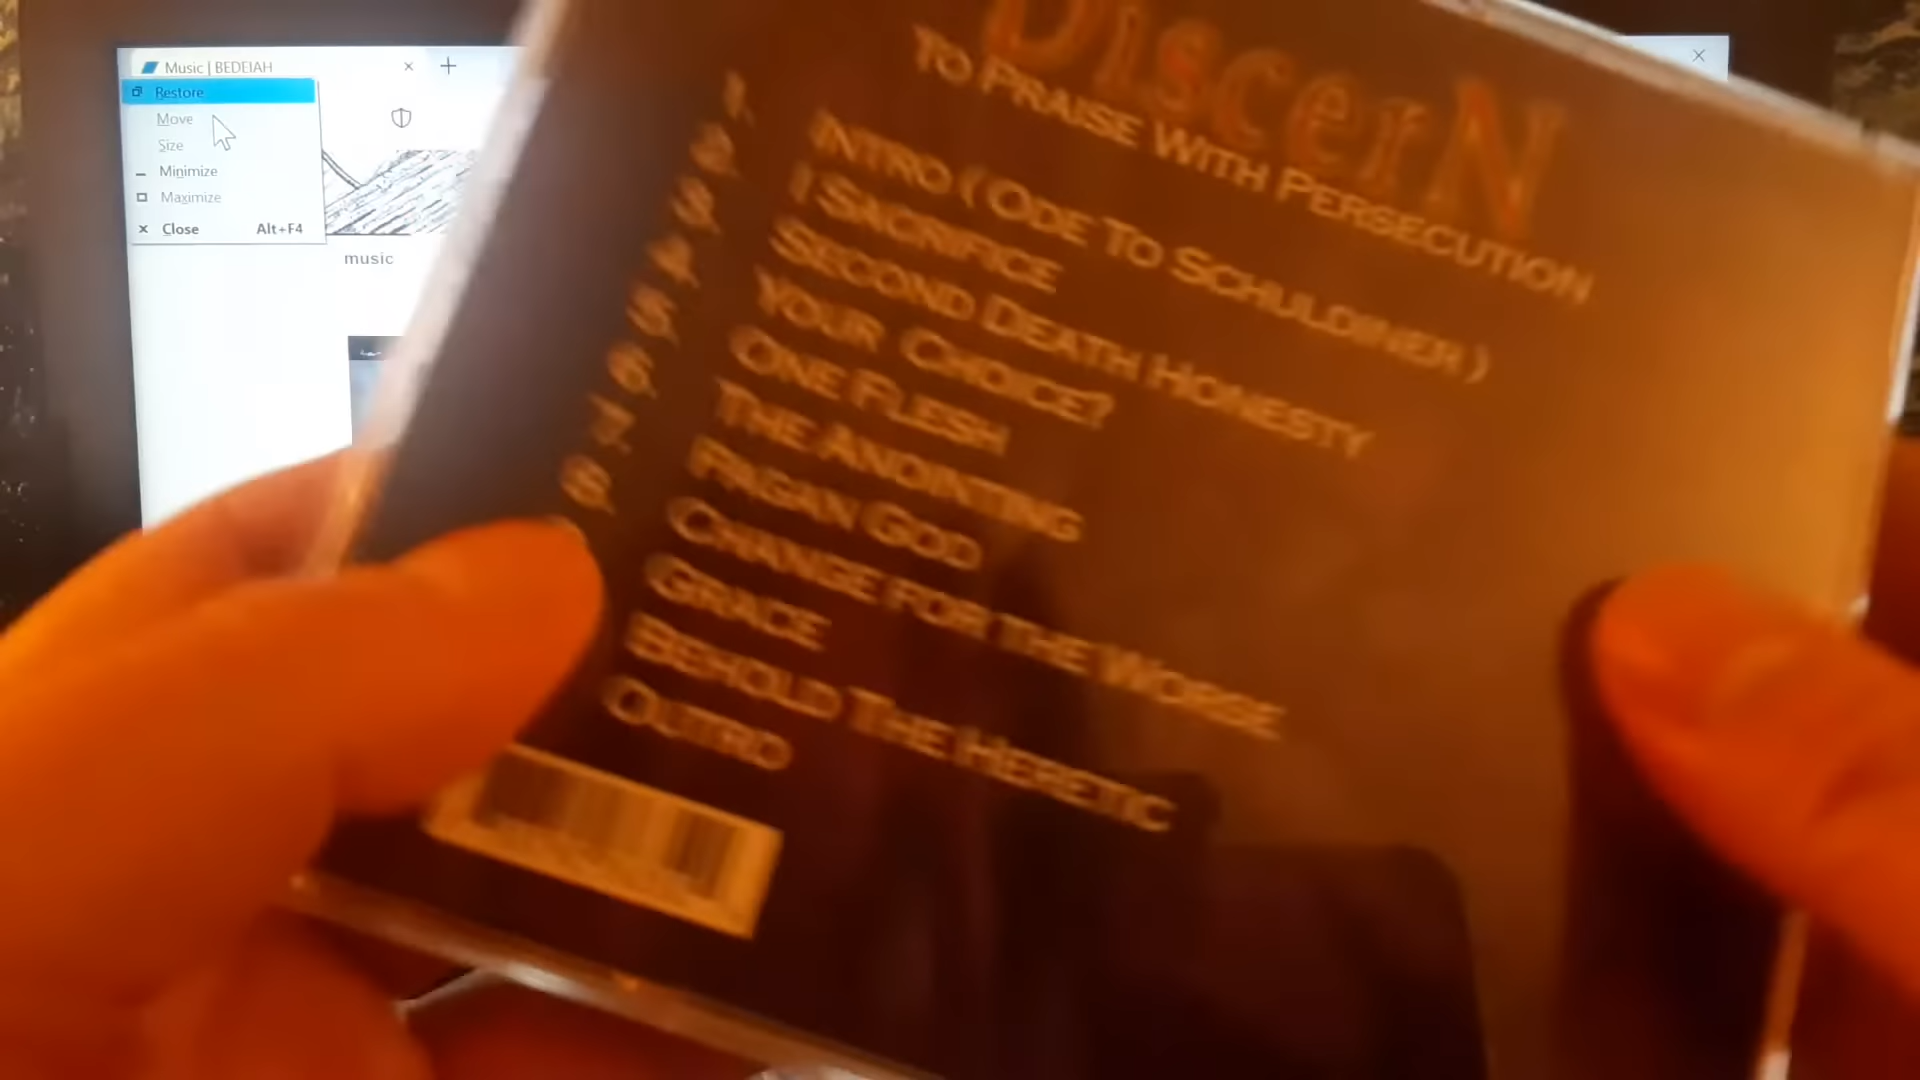 Music | BEDEIAH
Restore
Move
Size
Minimize
Maximize
Close Alt+F4
music
DiscerN
To Praise With Persecution
1. Intro ( Ode To Schuldiner )
2. I Sacrifice
3. Second Death Honesty
4. Your Choice?
5. One Flesh
6. The Anointing
7. Pagan God
8. Change for the Worse
Grace
Behold The Heretic
Outro